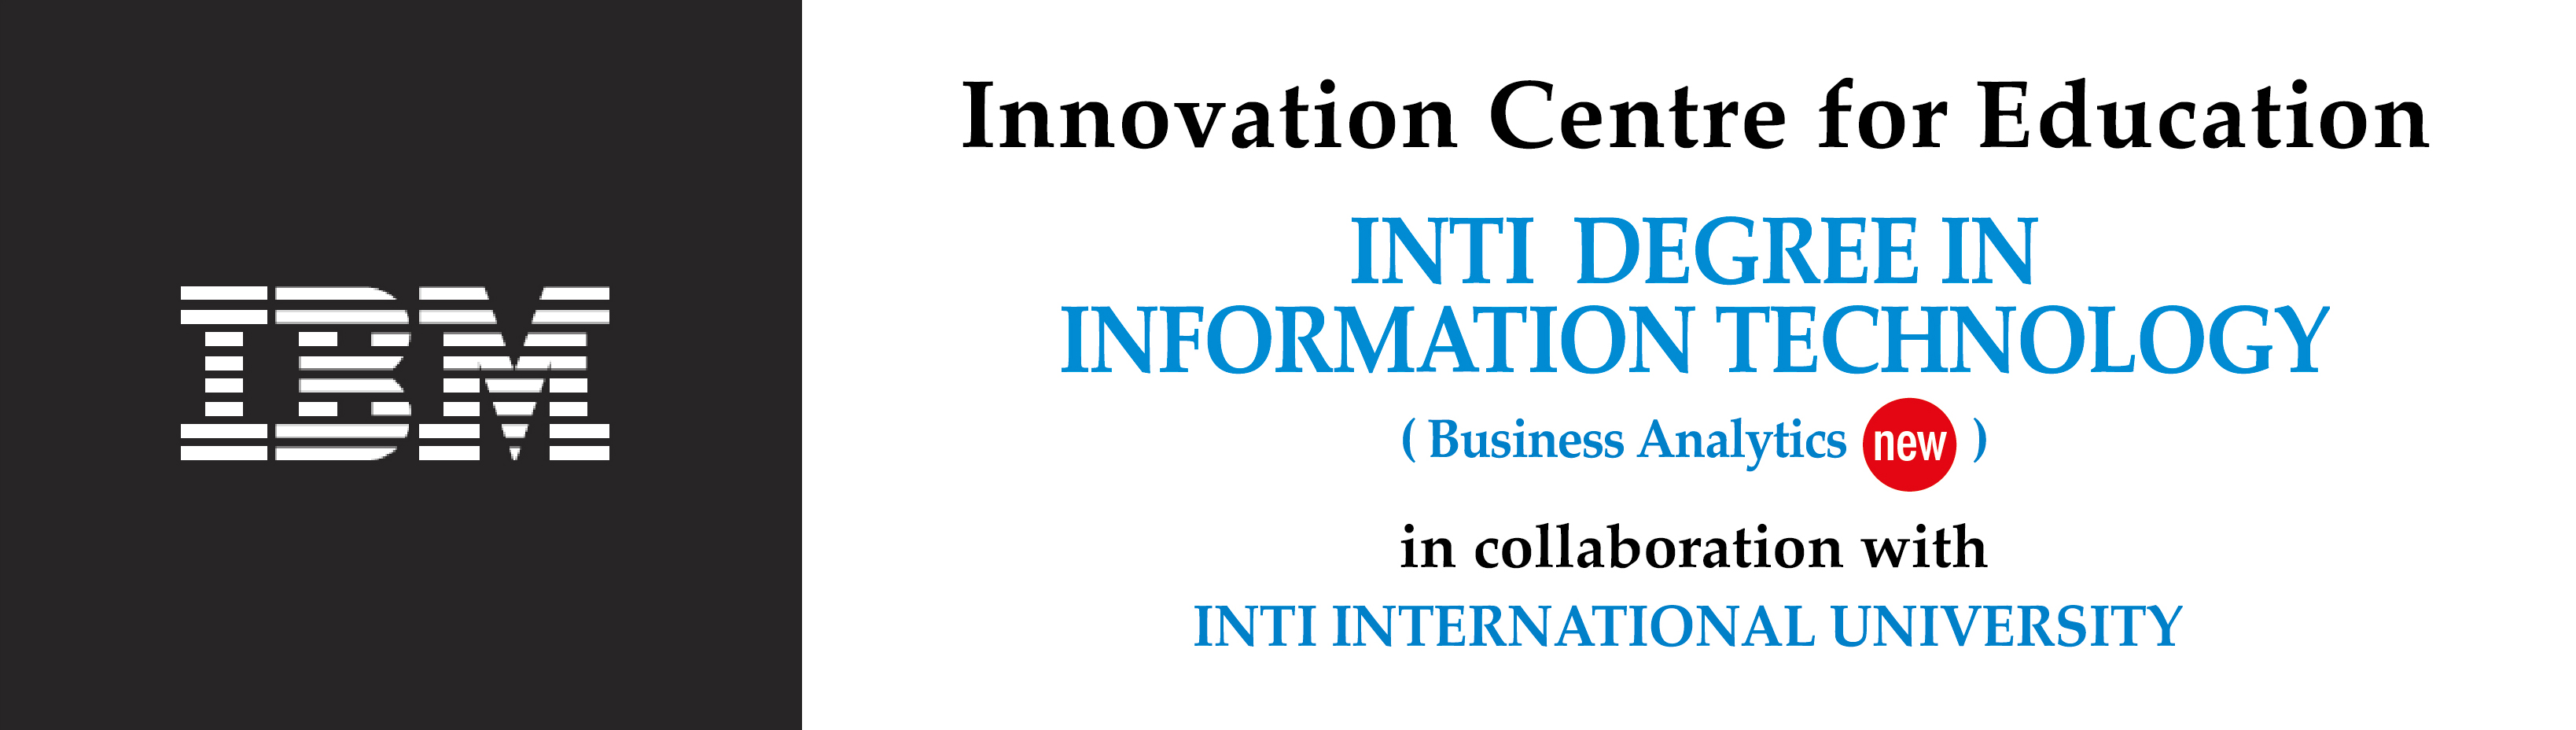 IBM
Innovation Centre for Education
INTI DEGREE IN
INFORMATION TECHNOLOGY
( Business Analytics new )
in collaboration with
INTI INTERNATIONAL UNIVERSITY